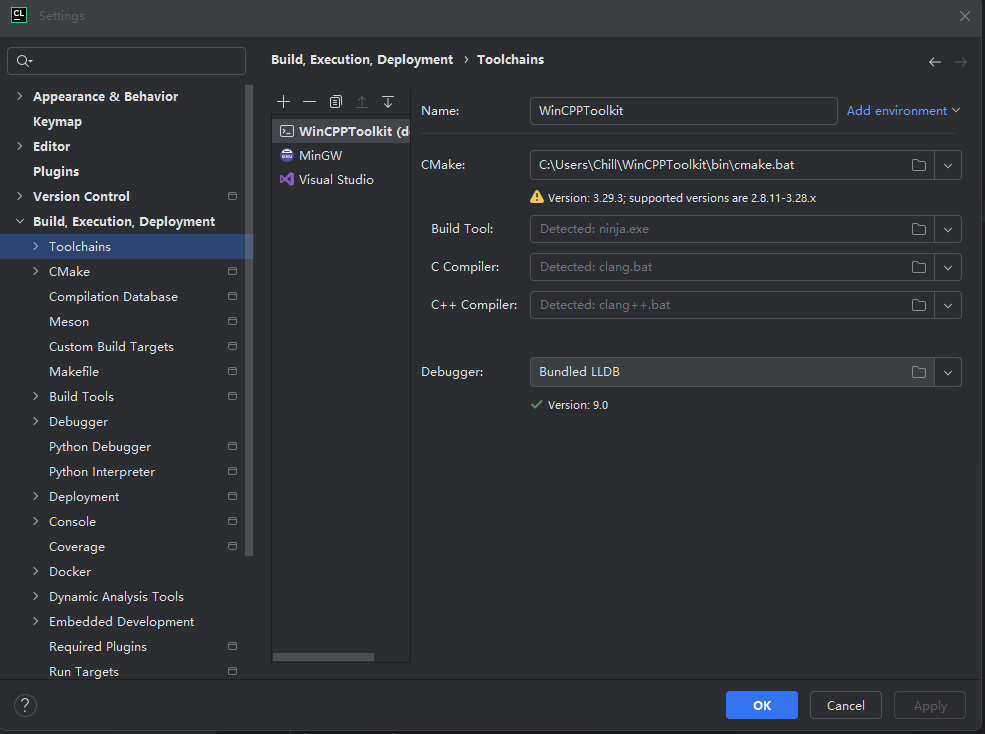 CL Settings
Appearance & Behavior
Keymap
Editor
Plugins
Version Control
Build, Execution, Deployment
Toolchains
CMake
Compilation Database
Meson
Custom Build Targets
Makefile
Build Tools
Debugger
Python Debugger
Python Interpreter
Deployment
Console
Coverage
Docker
Dynamic Analysis Tools
Embedded Development
Required Plugins
Run Targets
Build, Execution, Deployment › Toolchains
WinCPPToolkit (de
MinGW
Visual Studio
Name: WinCPPToolkit Add environment
CMake: C:\Users\Chill\WinCPPToolkit\bin\cmake.bat
Version: 3.29.3; supported versions are 2.8.11-3.28.x
Build Tool: Detected: ninja.exe
C Compiler: Detected: clang.bat
C++ Compiler: Detected: clang++.bat
Debugger: Bundled LLDB
Version: 9.0
? OK Cancel Apply